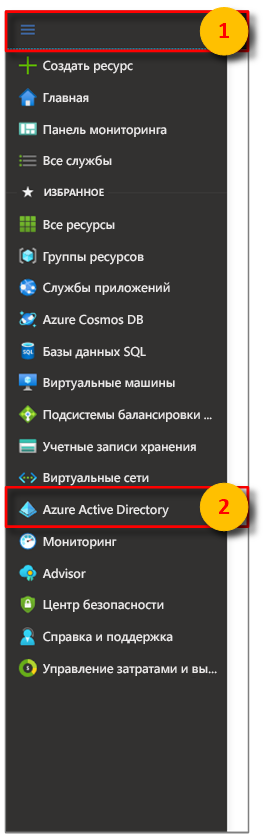 1
Создать ресурс
Главная
Панель мониторинга
Все службы
ИЗБРАННОЕ
Все ресурсы
Группы ресурсов
Службы приложений
Azure Cosmos DB
SQL Базы данных SQL
Виртуальные машины
Подсистемы балансировки ...
Учетные записи хранения
Виртуальные сети
Azure Active Directory 2
Мониторинг
Advisor
Центр безопасности
Справка и поддержка
Управление затратами и вы...